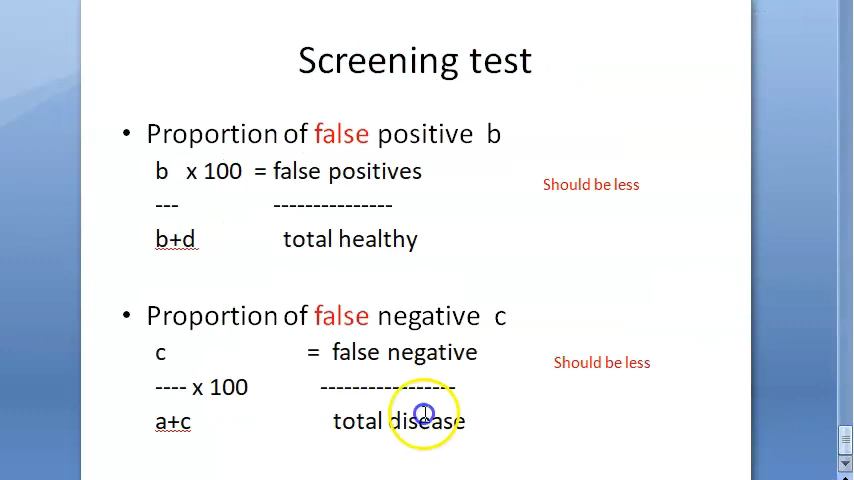 Screening test
• Proportion of false positive b
b x 100 = false positives
Should be less
--- ---------------
b+d total healthy
• Proportion of false negative c
c = false negative
Should be less
---- x 100 -----------------
a+c total disease